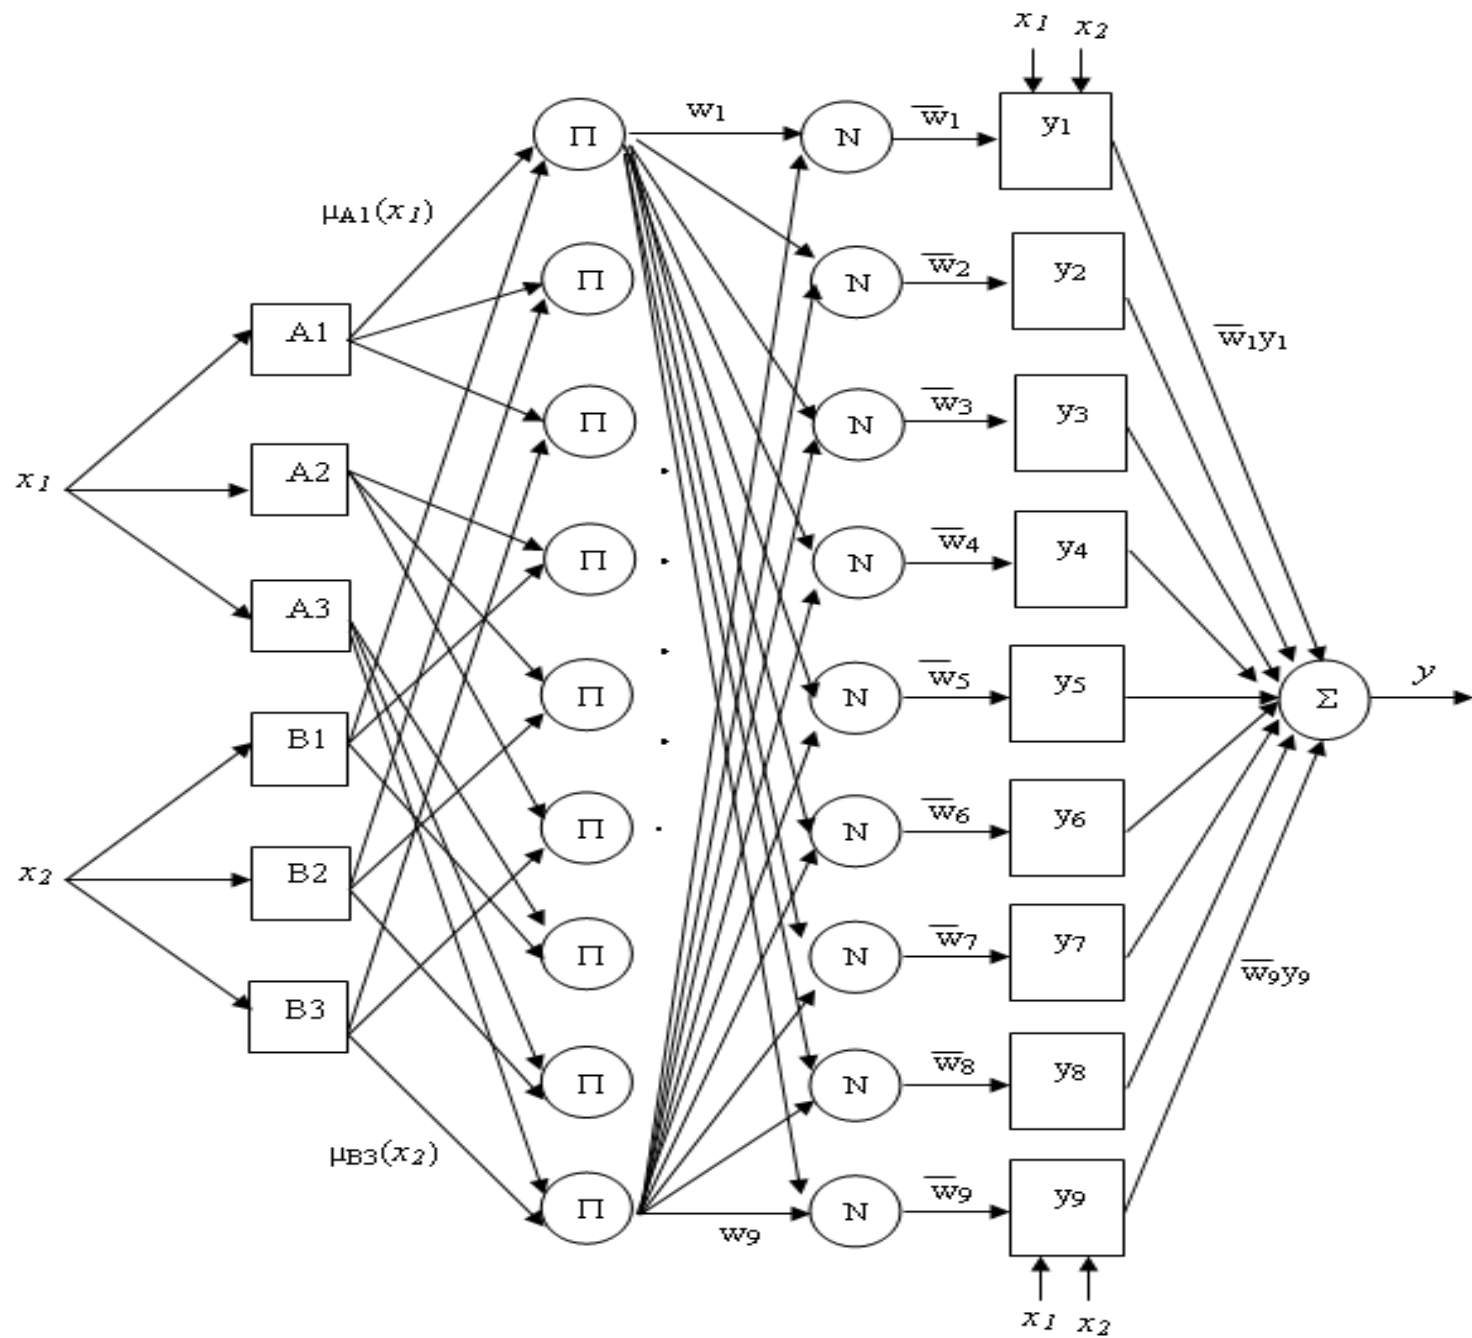 x₁ x₂
Π w₁ N w̅₁ y₁
μA1(x₁)
Π N w̅₂ y₂
A1 w̅₁y₁
Π N w̅₃ y₃
x₁ A2
Π N w̅₄ y₄
A3
Π N w̅₅ y₅ Σ y
B1
Π N w̅₆ y₆
x₂ B2
Π N w̅₇ y₇
w̅₉y₉
B3
Π N w̅₈ y₈
μB3(x₂)
Π w₉ N w̅₉ y₉
x₁ x₂